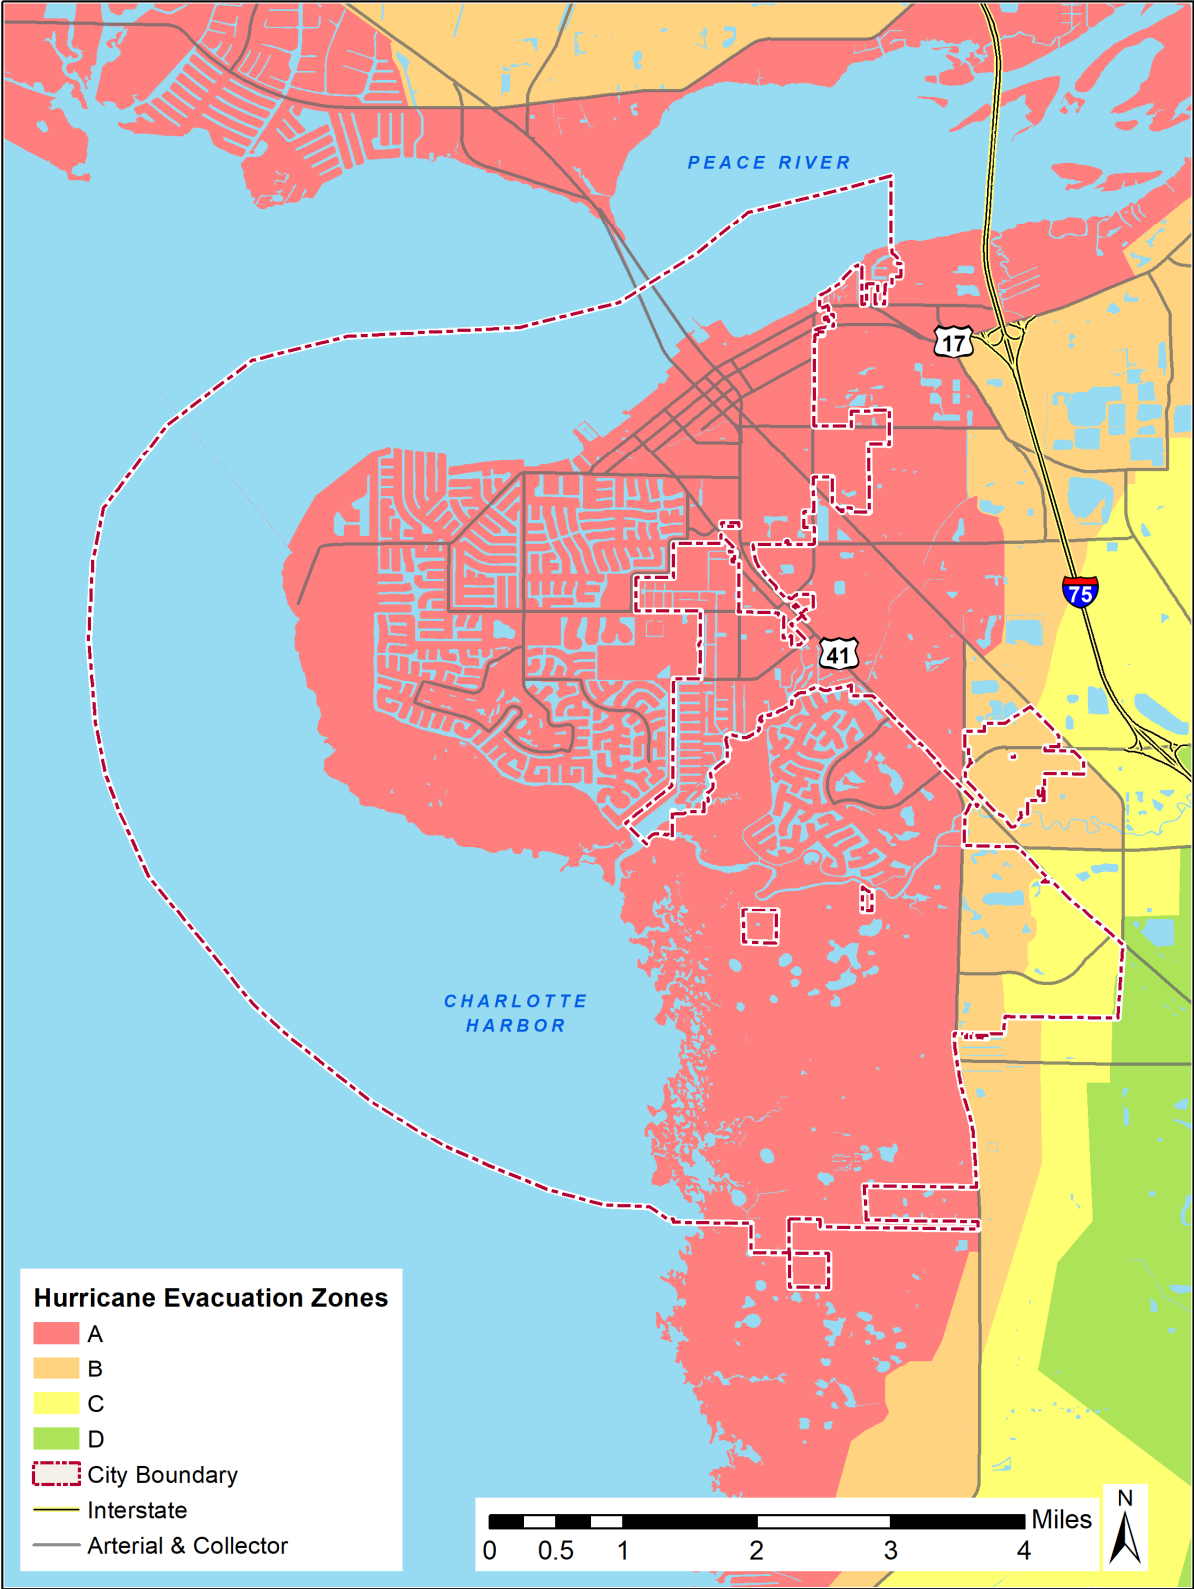 PEACE RIVER
17
75
41
CHARLOTTE
HARBOR
Hurricane Evacuation Zones
A
B
C
D
City Boundary
Interstate
Arterial & Collector
Miles
0 0.5 1 2 3 4
N